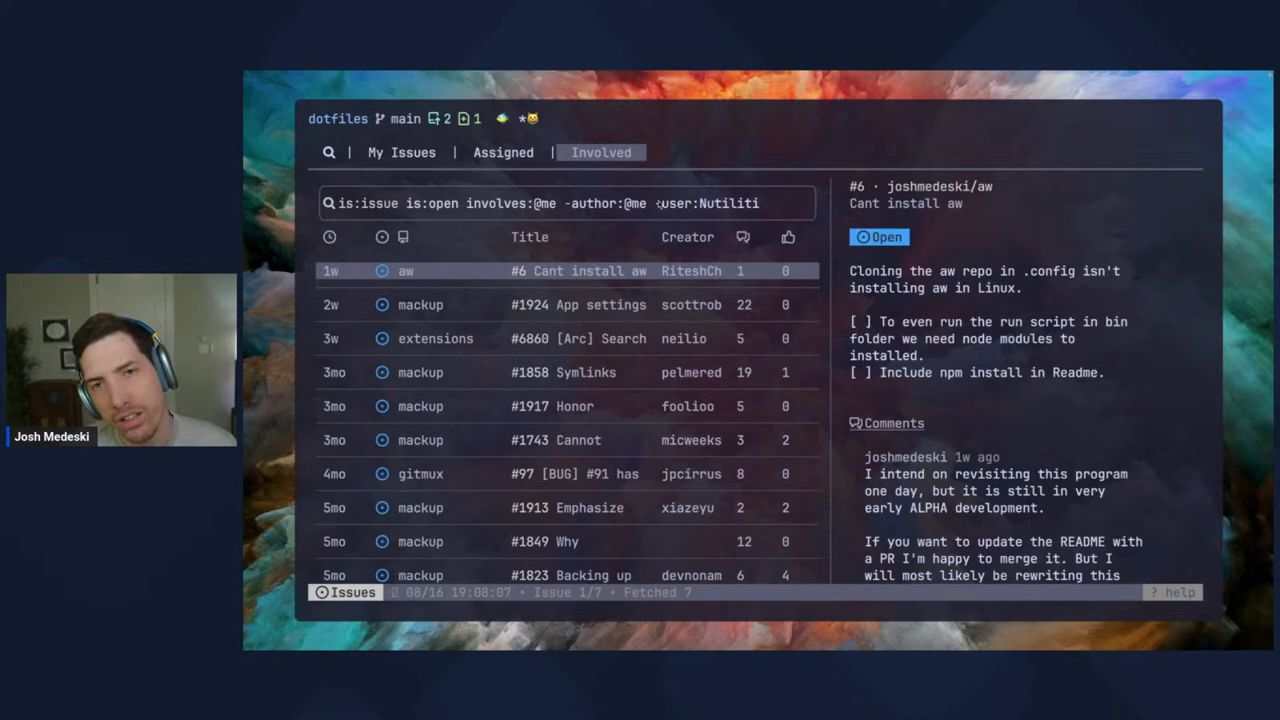 dotfiles main 2 1 *
| My Issues | Assigned | Involved
is:issue is:open involves:@me -author:@me -user:Nutiliti
Title Creator
1w aw #6 Cant install aw RiteshCh 1 0
2w mackup #1924 App settings scottrob 22 0
3w extensions #6860 [Arc] Search neilio 5 0
3mo mackup #1858 Symlinks pelmered 19 1
3mo mackup #1917 Honor foolioo 5 0
3mo mackup #1743 Cannot micweeks 3 2
4mo gitmux #97 [BUG] #91 has jpcirrus 8 0
5mo mackup #1913 Emphasize xiazeyu 2 2
5mo mackup #1849 Why 12 0
5mo mackup #1823 Backing up devnonam 6 4
Issues 08/16 19:08:07 • Issue 1/7 • Fetched 7
? help
#6 · joshmedeski/aw
Cant install aw
Open
Cloning the aw repo in .config isn't
installing aw in Linux.
[ ] To even run the run script in bin
folder we need node modules to
installed.
[ ] Include npm install in Readme.
Comments
joshmedeski 1w ago
I intend on revisiting this program
one day, but it is still in very
early ALPHA development.
If you want to update the README with
a PR I'm happy to merge it. But I
will most likely be rewriting this
Josh Medeski